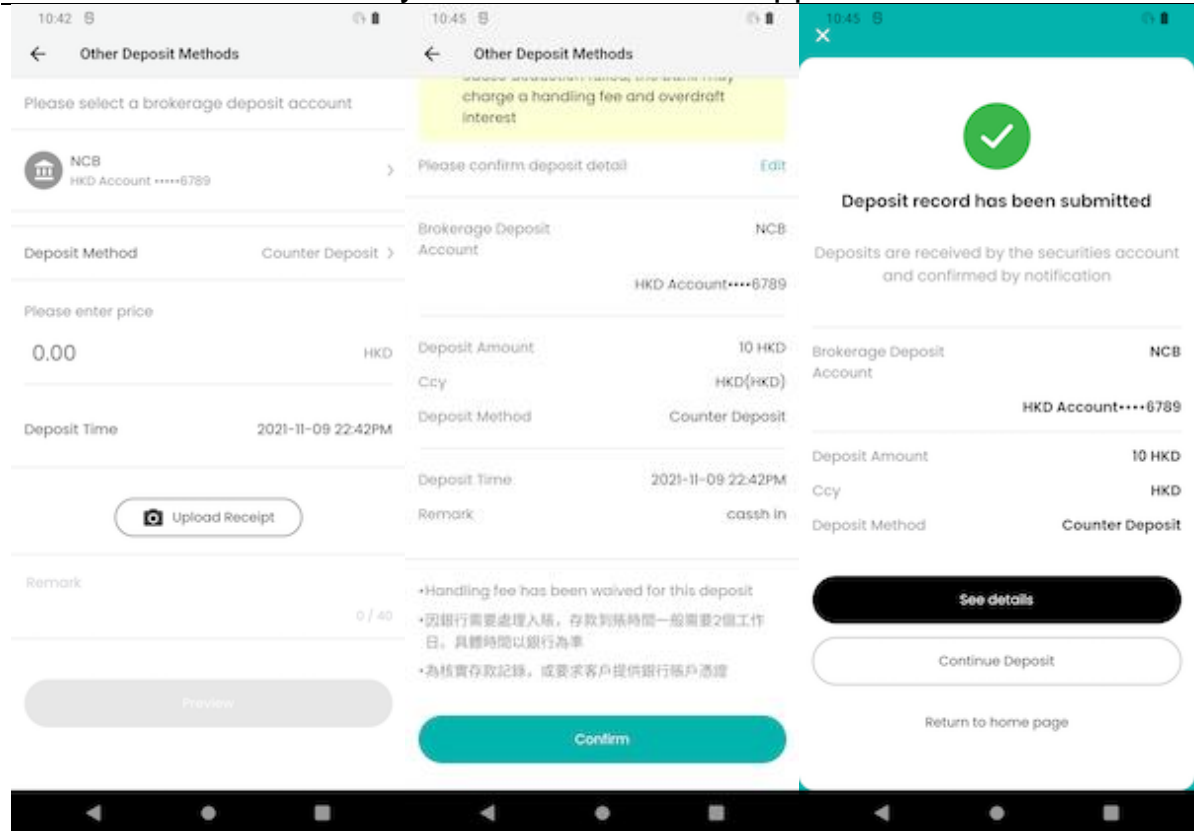 10:42
Other Deposit Methods
Please select a brokerage deposit account
NCB
HKD Account •••••6789
Deposit Method
Counter Deposit
Please enter price
0.00
HKD
Deposit Time
2021-11-09 22:42PM
Upload Receipt
Remark
0 / 40
Preview
10:45
Other Deposit Methods
charge a handling fee and overdraft
interest
Please confirm deposit detail
Edit
Brokerage Deposit
Account
NCB
HKD Account••••6789
Deposit Amount
10 HKD
Ccy
HKD(HKD)
Deposit Method
Counter Deposit
Deposit Time
2021-11-09 22:42PM
Remark
cassh in
•Handling fee has been waived for this deposit
•因銀行需要處理入賬，存款到賬時間一般需要2個工作
日。具體時間以銀行為準
•為核實存款記錄，或要求客戶提供銀行賬戶憑證
Confirm
10:45
Deposit record has been submitted
Deposits are received by the securities account
and confirmed by notification
Brokerage Deposit
Account
NCB
HKD Account••••6789
Deposit Amount
10 HKD
Ccy
HKD
Deposit Method
Counter Deposit
See details
Continue Deposit
Return to home page